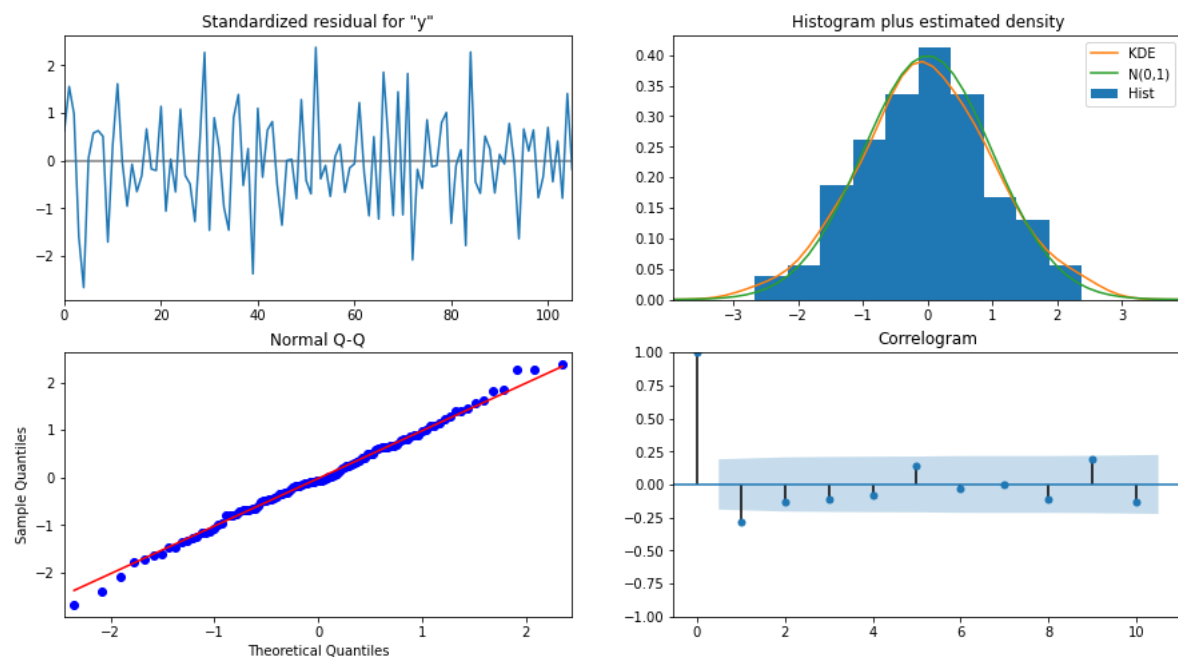 Standardized residual for "y"
2
1
0
−1
−2
0 20 40 60 80 100
Histogram plus estimated density
KDE
N(0,1)
Hist
0.40
0.35
0.30
0.25
0.20
0.15
0.10
0.05
0.00
−3 −2 −1 0 1 2 3
Normal Q-Q
Sample Quantiles
2
1
0
−1
−2
−2 −1 0 1 2
Theoretical Quantiles
Correlogram
1.00
0.75
0.50
0.25
0.00
−0.25
−0.50
−0.75
−1.00
0 2 4 6 8 10